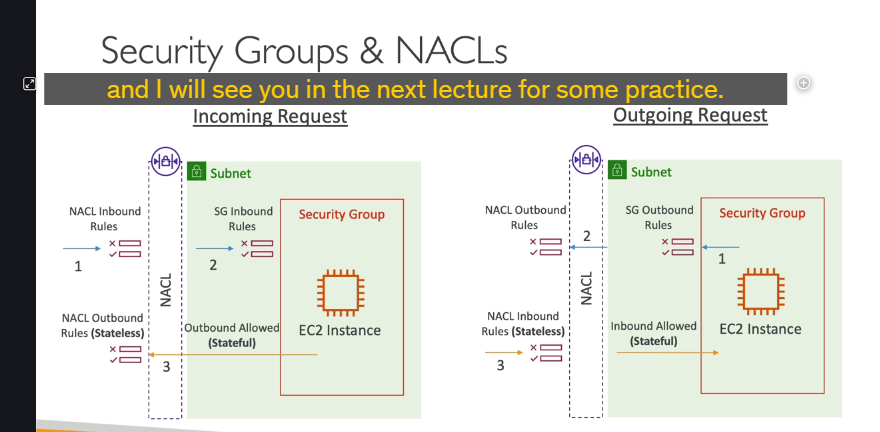 Security Groups & NACLs
and I will see you in the next lecture for some practice.
Incoming Request
Subnet
NACL Inbound
Rules
1
SG Inbound
Rules
2
Security Group
NACL
EC2 Instance
NACL Outbound
Rules (Stateless)
Outbound Allowed
(Stateful)
3
Outgoing Request
Subnet
NACL Outbound
Rules
2
SG Outbound
Rules
1
Security Group
NACL
EC2 Instance
NACL Inbound
Rules (Stateless)
3
Inbound Allowed
(Stateful)